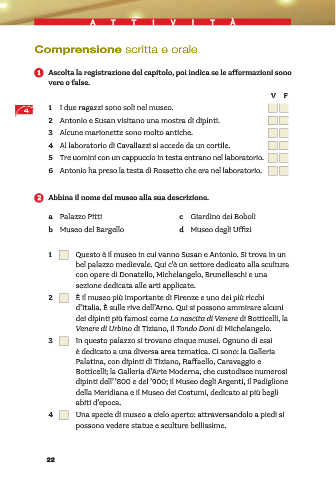 ATTIVITÀ
Comprensione scritta e orale
1 Ascolta la registrazione del capitolo, poi indica se le affermazioni sono
vero o false.
V F
4
1 I due ragazzi sono soli nel museo.
2 Antonio e Susan visitano una mostra di dipinti.
3 Alcune marionette sono molto antiche.
4 Al laboratorio di Cavallazzi si accede da un cortile.
5 Tre uomini con un cappuccio in testa entrano nel laboratorio.
6 Antonio ha preso la testa di Rossetto che era nel laboratorio.
2 Abbina il nome del museo alla sua descrizione.
a Palazzo Pitti
c Giardino dei Boboli
b Museo del Bargello
d Museo degli Uffizi
1 Questo è il museo in cui vanno Susan e Antonio. Si trova in un
bel palazzo medievale. Qui c'è un settore dedicato alla scultura
con opere di Donatello, Michelangelo, Brunelleschi e una
sezione dedicata alle arti applicate.
2 È il museo più importante di Firenze e uno dei più ricchi
d'Italia. È sulle rive dell'Arno. Qui si possono ammirare alcuni
dei dipinti più famosi come La nascita di Venere di Botticelli, la
Venere di Urbino di Tiziano, il Tondo Doni di Michelangelo.
3 In questo palazzo si trovano cinque musei. Ognuno di essi
è dedicato a una diversa area tematica. Ci sono: la Galleria
Palatina, con dipinti di Tiziano, Raffaello, Caravaggio e
Botticelli; la Galleria d'Arte Moderna, che custodisce numerosi
dipinti dell' '800 e del '900; il Museo degli Argenti, il Padiglione
della Meridiana e il Museo dei Costumi, dedicato ai più begli
abiti d'epoca.
4 Una specie di museo a cielo aperto: attraversandolo a piedi si
possono vedere statue e sculture bellissime.
22